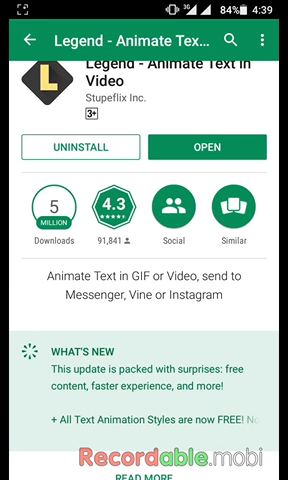 3G 84% 4:39
Legend - Animate Tex...
Legend - Animate Text in
Video
Stupeflix Inc.
3+
UNINSTALL
OPEN
5
MILLION
4.3
Downloads
91,841
Social
Similar
Animate Text in GIF or Video, send to
Messenger, Vine or Instagram
WHAT'S NEW
This update is packed with surprises: free
content, faster experience, and more!
+ All Text Animation Styles are now FREE! No
Recordable.mobi
READ MORE